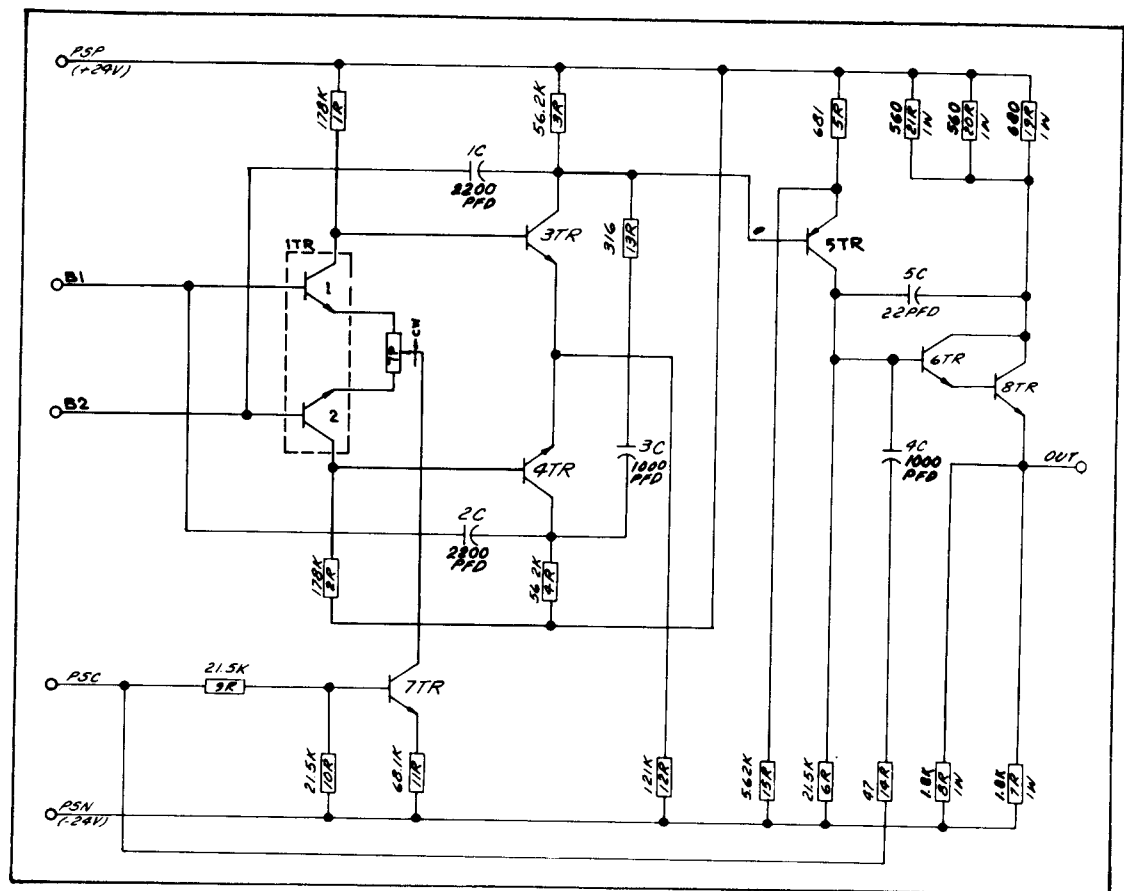 PSP
(+24V)
178K
1R
56.2K
3R
681
5R
560
21R
1W
560
20R
1W
680
19R
1W
1C
2200
PFD
1TR
3TR
316
13R
5TR
B1
1
5C
22PFD
CW
6TR
8TR
B2
2
4TR
3C
1000
PFD
4C
1000
PFD
OUT
2C
2200
PFD
178K
2R
56.2K
4R
PSC
21.5K
9R
7TR
21.5K
10R
68.1K
11R
121K
12R
5.62K
15R
21.5K
6R
47
14R
1.8K
8R
1W
1.8K
7R
1W
PSN
(-24V)